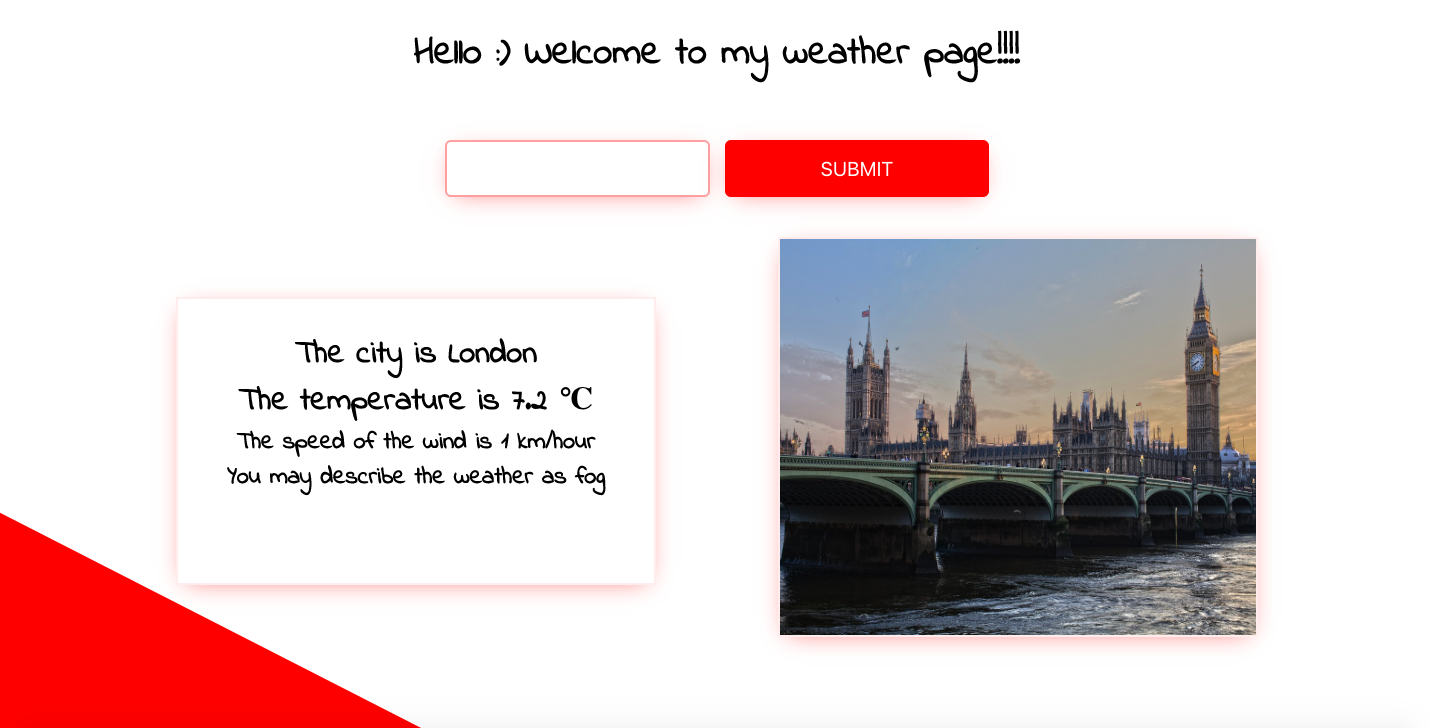 Hello :) Welcome to my weather page!!!!
SUBMIT
The city is London
The temperature is 7.2 °C
The speed of the wind is 1 km/hour
You may describe the weather as fog